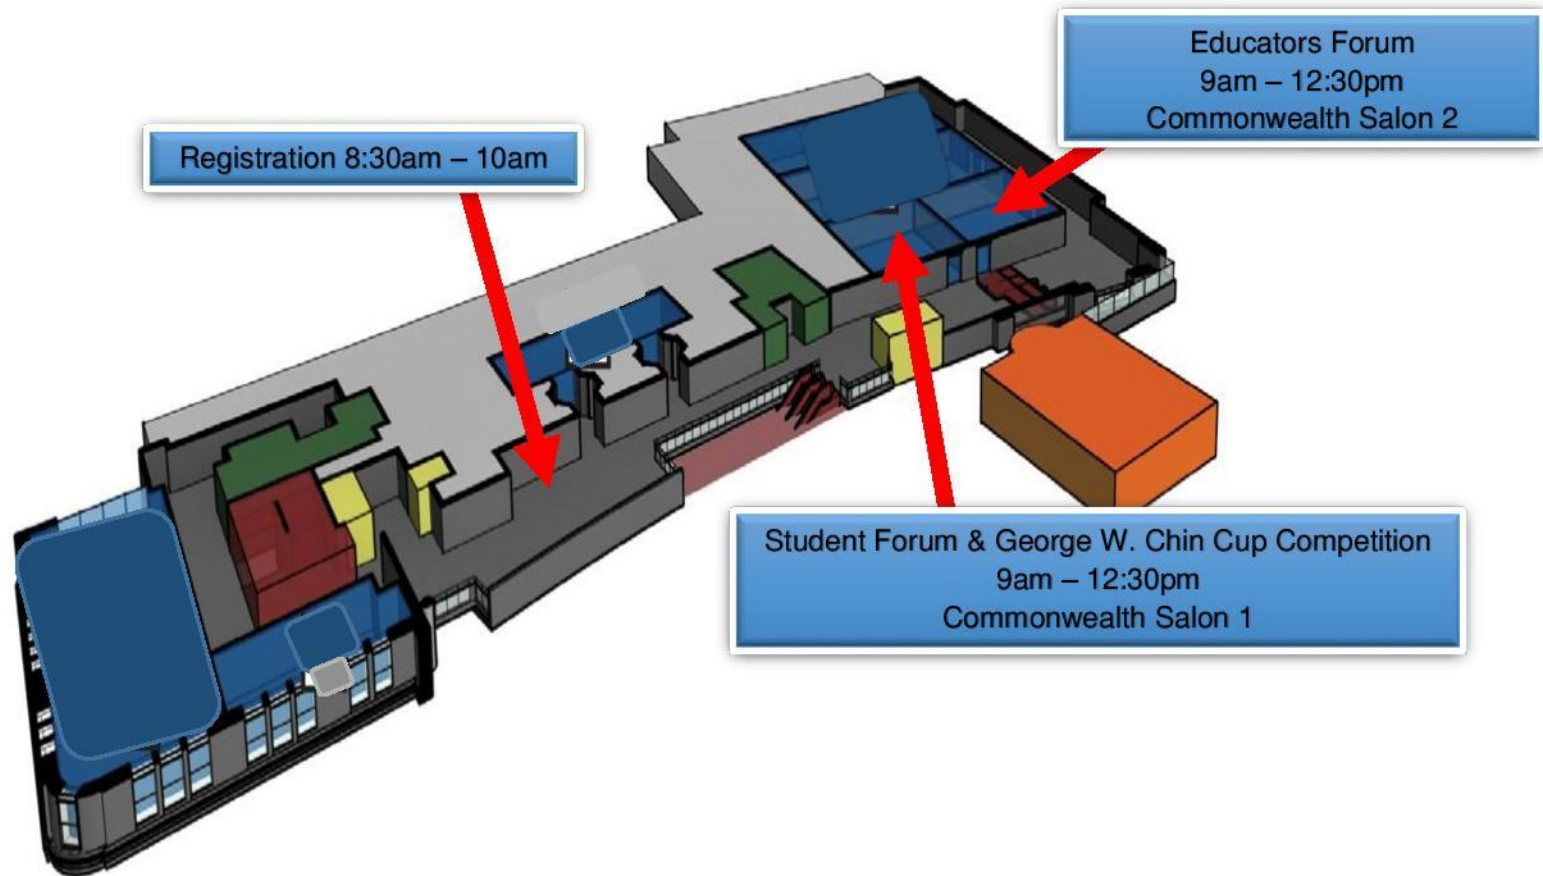 Educators Forum
9am – 12:30pm
Commonwealth Salon 2
Registration 8:30am – 10am
Student Forum & George W. Chin Cup Competition
9am – 12:30pm
Commonwealth Salon 1